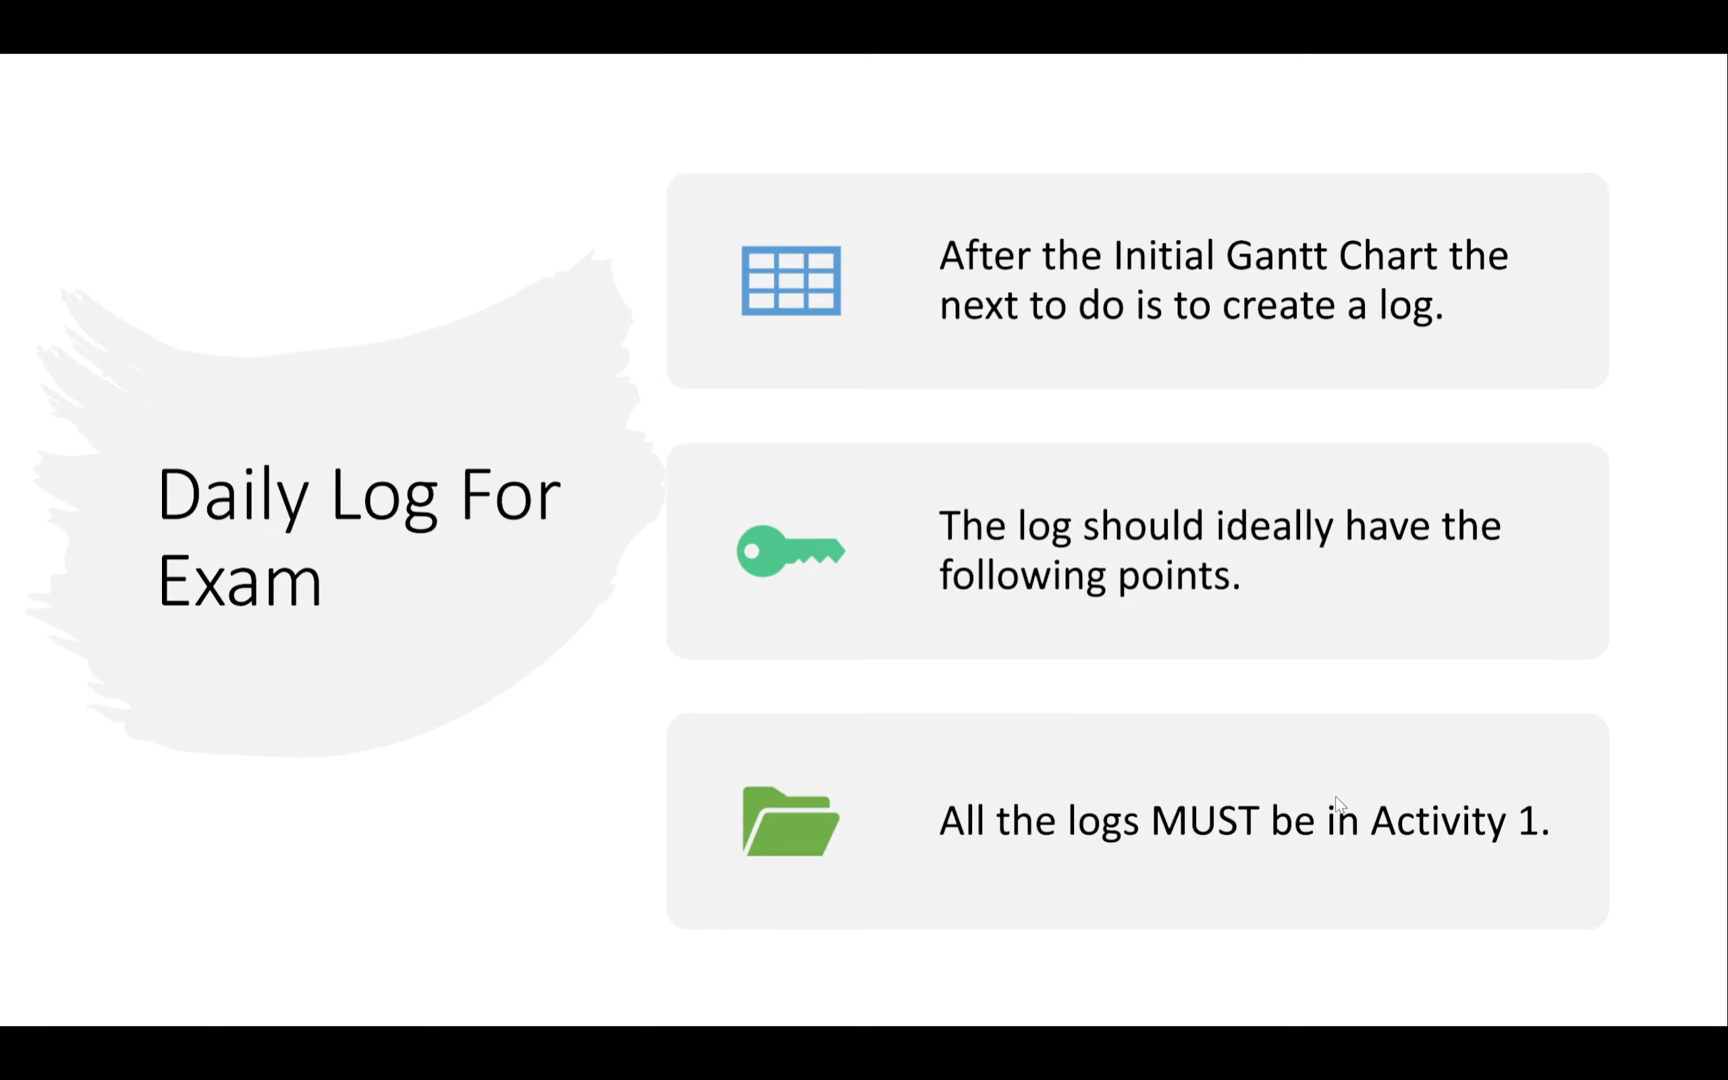 Daily Log For
Exam
After the Initial Gantt Chart the
next to do is to create a log.
The log should ideally have the
following points.
All the logs MUST be in Activity 1.